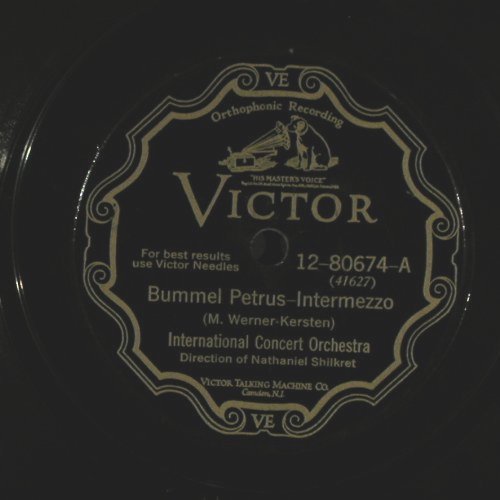 VE
Orthophonic Recording
"HIS MASTER'S VOICE"
VICTOR
For best results
use Victor Needles
12-80674-A
(41627)
Bummel Petrus-Intermezzo
(M. Werner-Kersten)
International Concert Orchestra
Direction of Nathaniel Shilkret
VICTOR TALKING MACHINE CO.
Camden, N.J.
VE